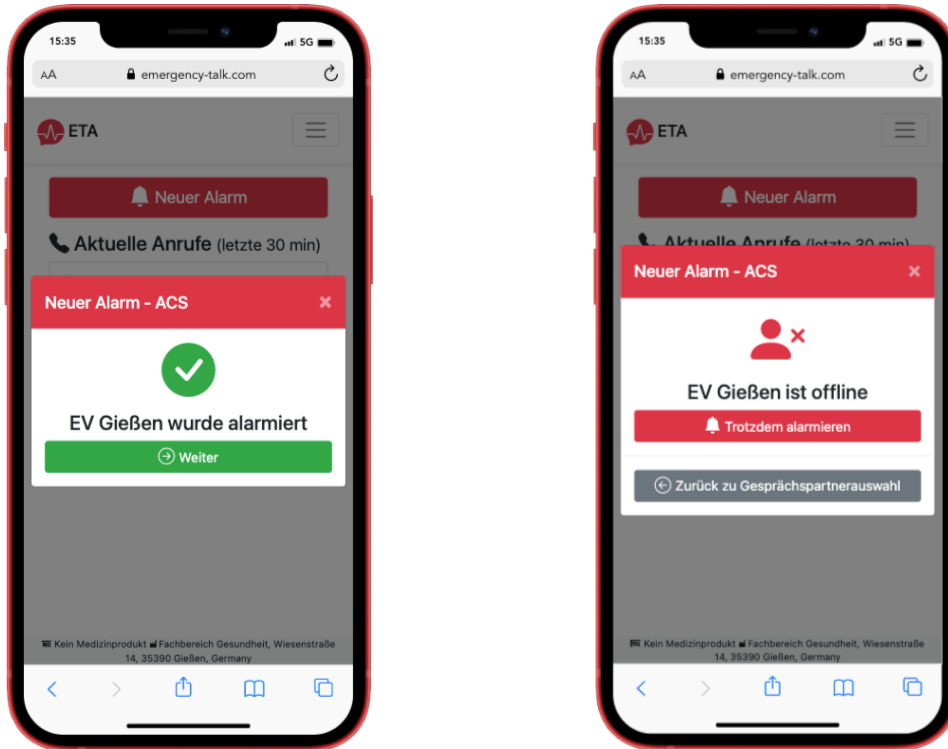 15:35
5G
AA
emergency-talk.com
ETA
Neuer Alarm
Aktuelle Anrufe (letzte 30 min)
Neuer Alarm - ACS
×
EV Gießen wurde alarmiert
Weiter
Kein Medizinprodukt Fachbereich Gesundheit, Wiesenstraße
14, 35390 Gießen, Germany
15:35
5G
AA
emergency-talk.com
ETA
Neuer Alarm
Aktuelle Anrufe (letzte 30 min)
Neuer Alarm - ACS
×
EV Gießen ist offline
Trotzdem alarmieren
Zurück zu Gesprächspartnerauswahl
Kein Medizinprodukt Fachbereich Gesundheit, Wiesenstraße
14, 35390 Gießen, Germany